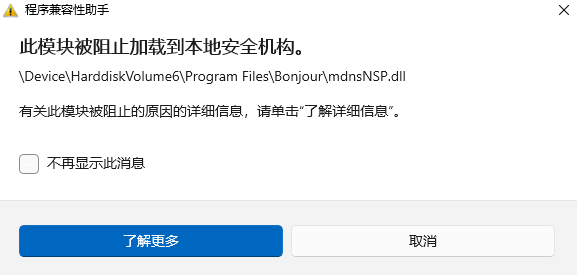 程序兼容性助手
此模块被阻止加载到本地安全机构。
\Device\HarddiskVolume6\Program Files\Bonjour\mdnsNSP.dll
有关此模块被阻止的原因的详细信息，请单击“了解详细信息”。
不再显示此消息
了解更多
取消